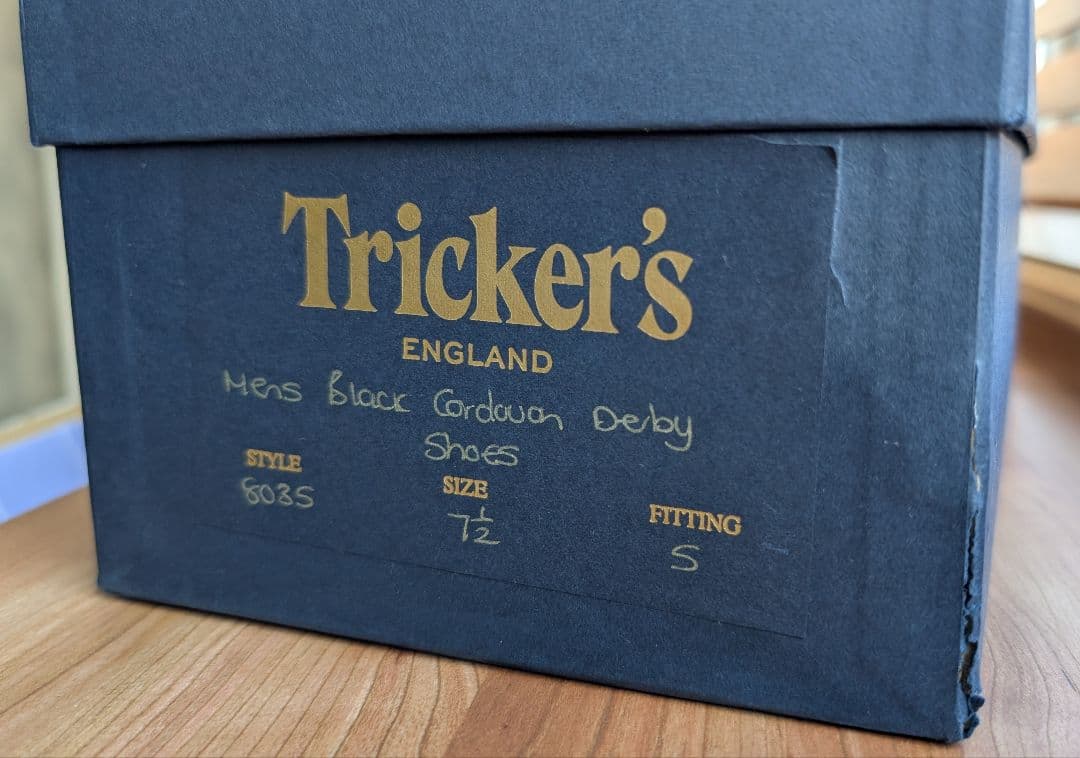 Tricker's
ENGLAND
Mens Black Cordovan Derby
Shoes
STYLE
8035
SIZE
7½
FITTING
5